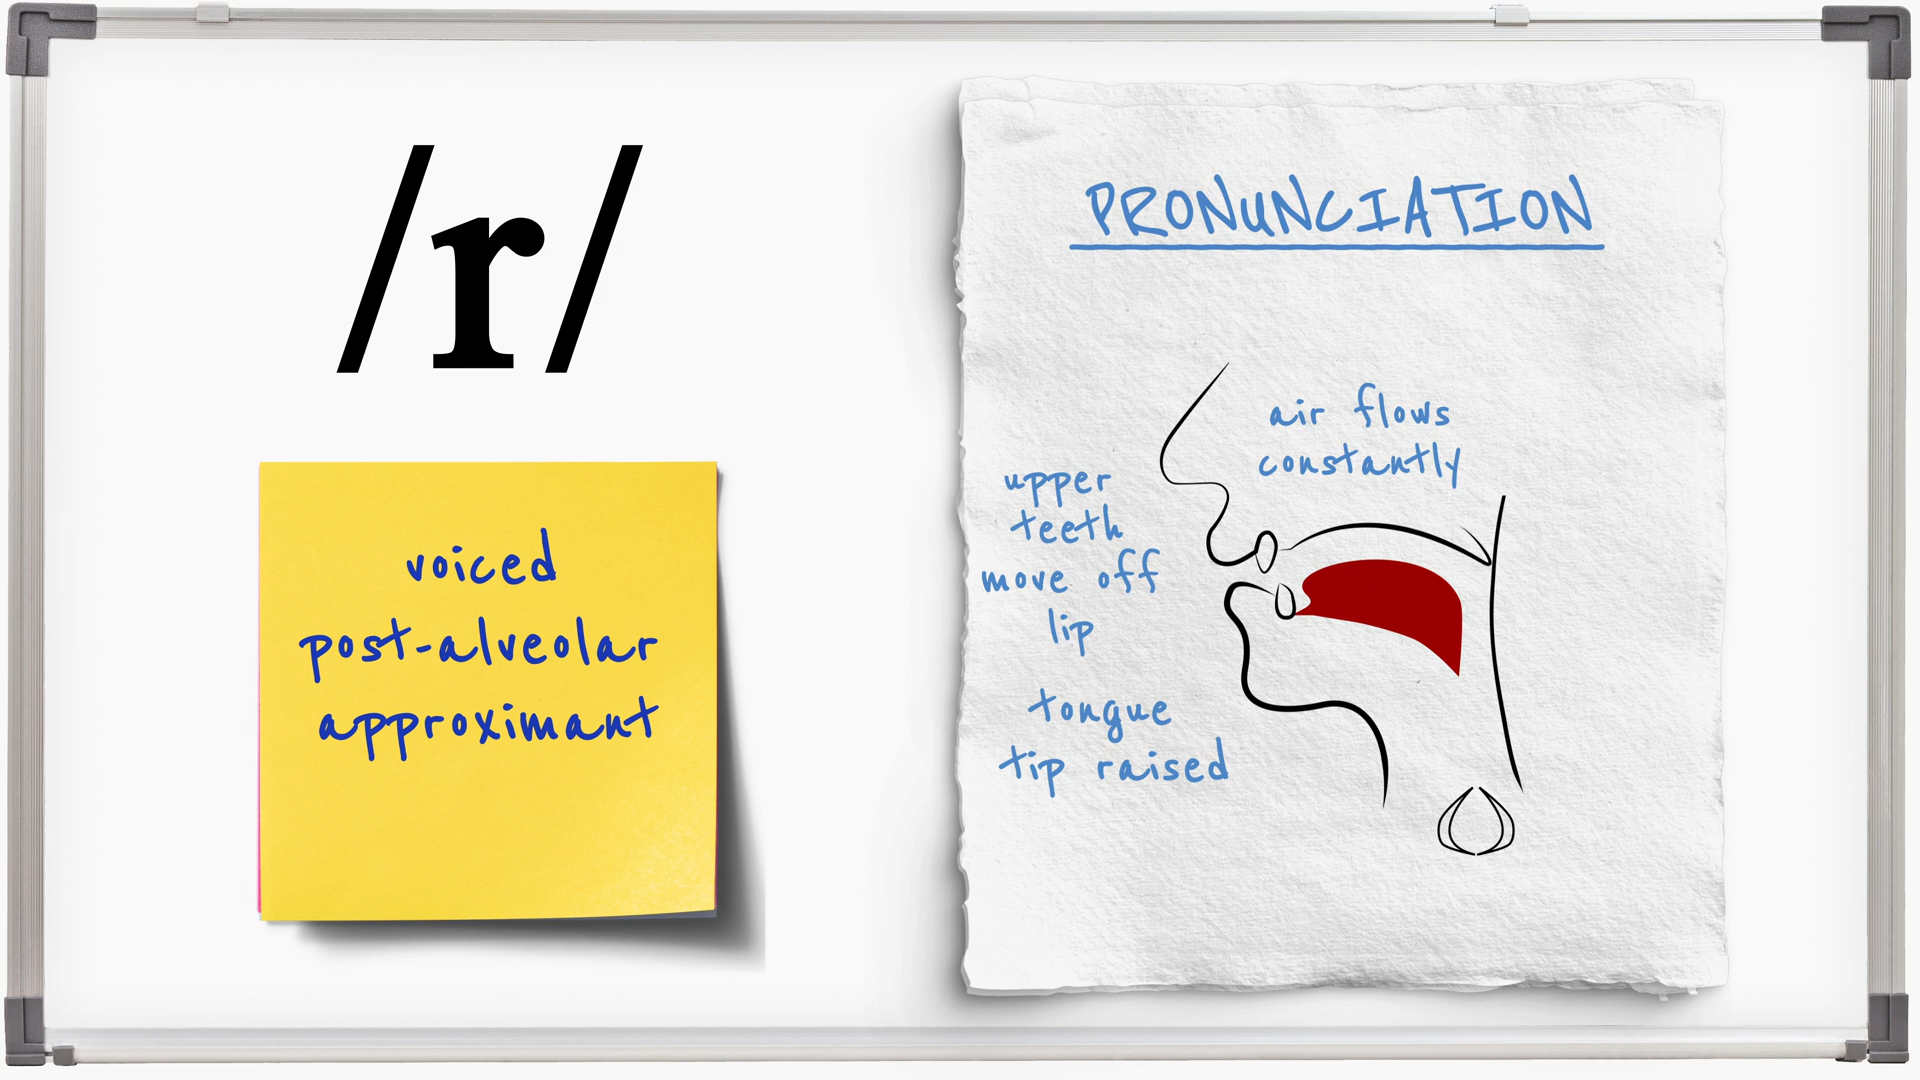 /r/
voiced
post-alveolar
approximant
PRONUNCIATION
air flows
constantly
upper
teeth
move off
lip
tongue
tip raised